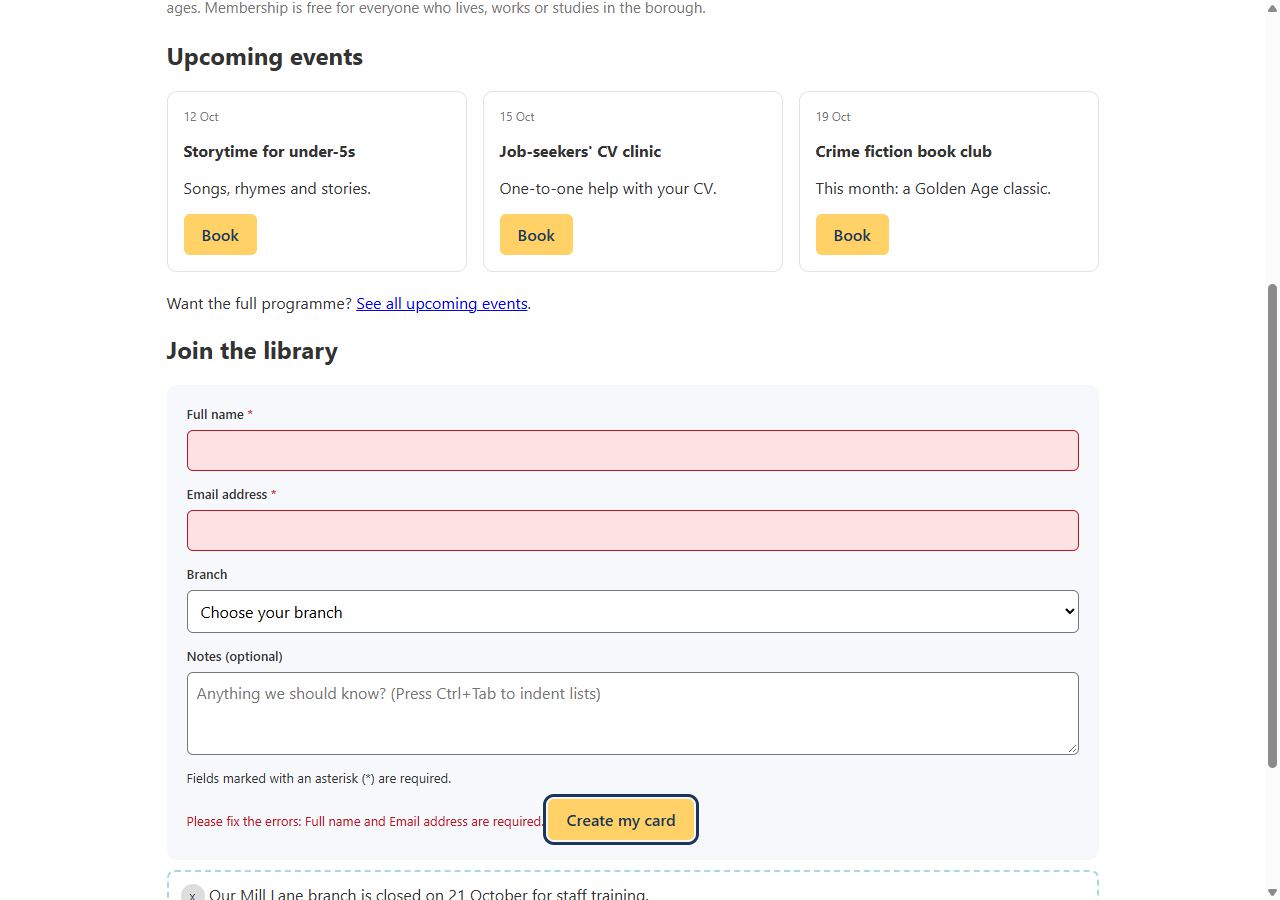 ages. Membership is free for everyone who lives, works or studies in the borough.
Upcoming events
12 Oct
Storytime for under-5s
Songs, rhymes and stories.
Book
15 Oct
Job-seekers' CV clinic
One-to-one help with your CV.
Book
19 Oct
Crime fiction book club
This month: a Golden Age classic.
Book
Want the full programme? See all upcoming events.
Join the library
Full name *
Email address *
Branch
Choose your branch
Notes (optional)
Anything we should know? (Press Ctrl+Tab to indent lists)
Fields marked with an asterisk (*) are required.
Please fix the errors: Full name and Email address are required.
Create my card
x Our Mill Lane branch is closed on 21 October for staff training.